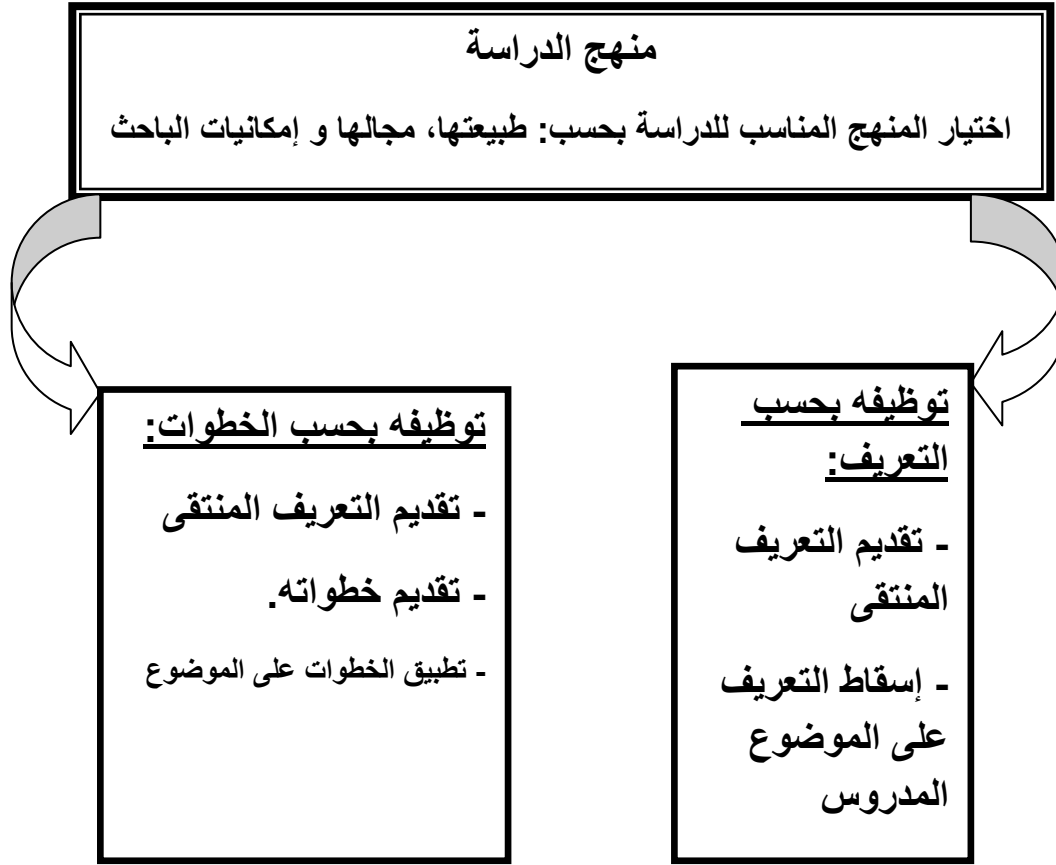 منهج الدراسة
اختيار المنهج المناسب للدراسة بحسب: طبيعتها، مجالها و إمكانيات الباحث
توظيفه بحسب
التعريف:
- تقديم التعريف
المنتقى
- إسقاط التعريف
على الموضوع
المدروس
توظيفه بحسب الخطوات:
- تقديم التعريف المنتقى
- تقديم خطواته.
- تطبيق الخطوات على الموضوع